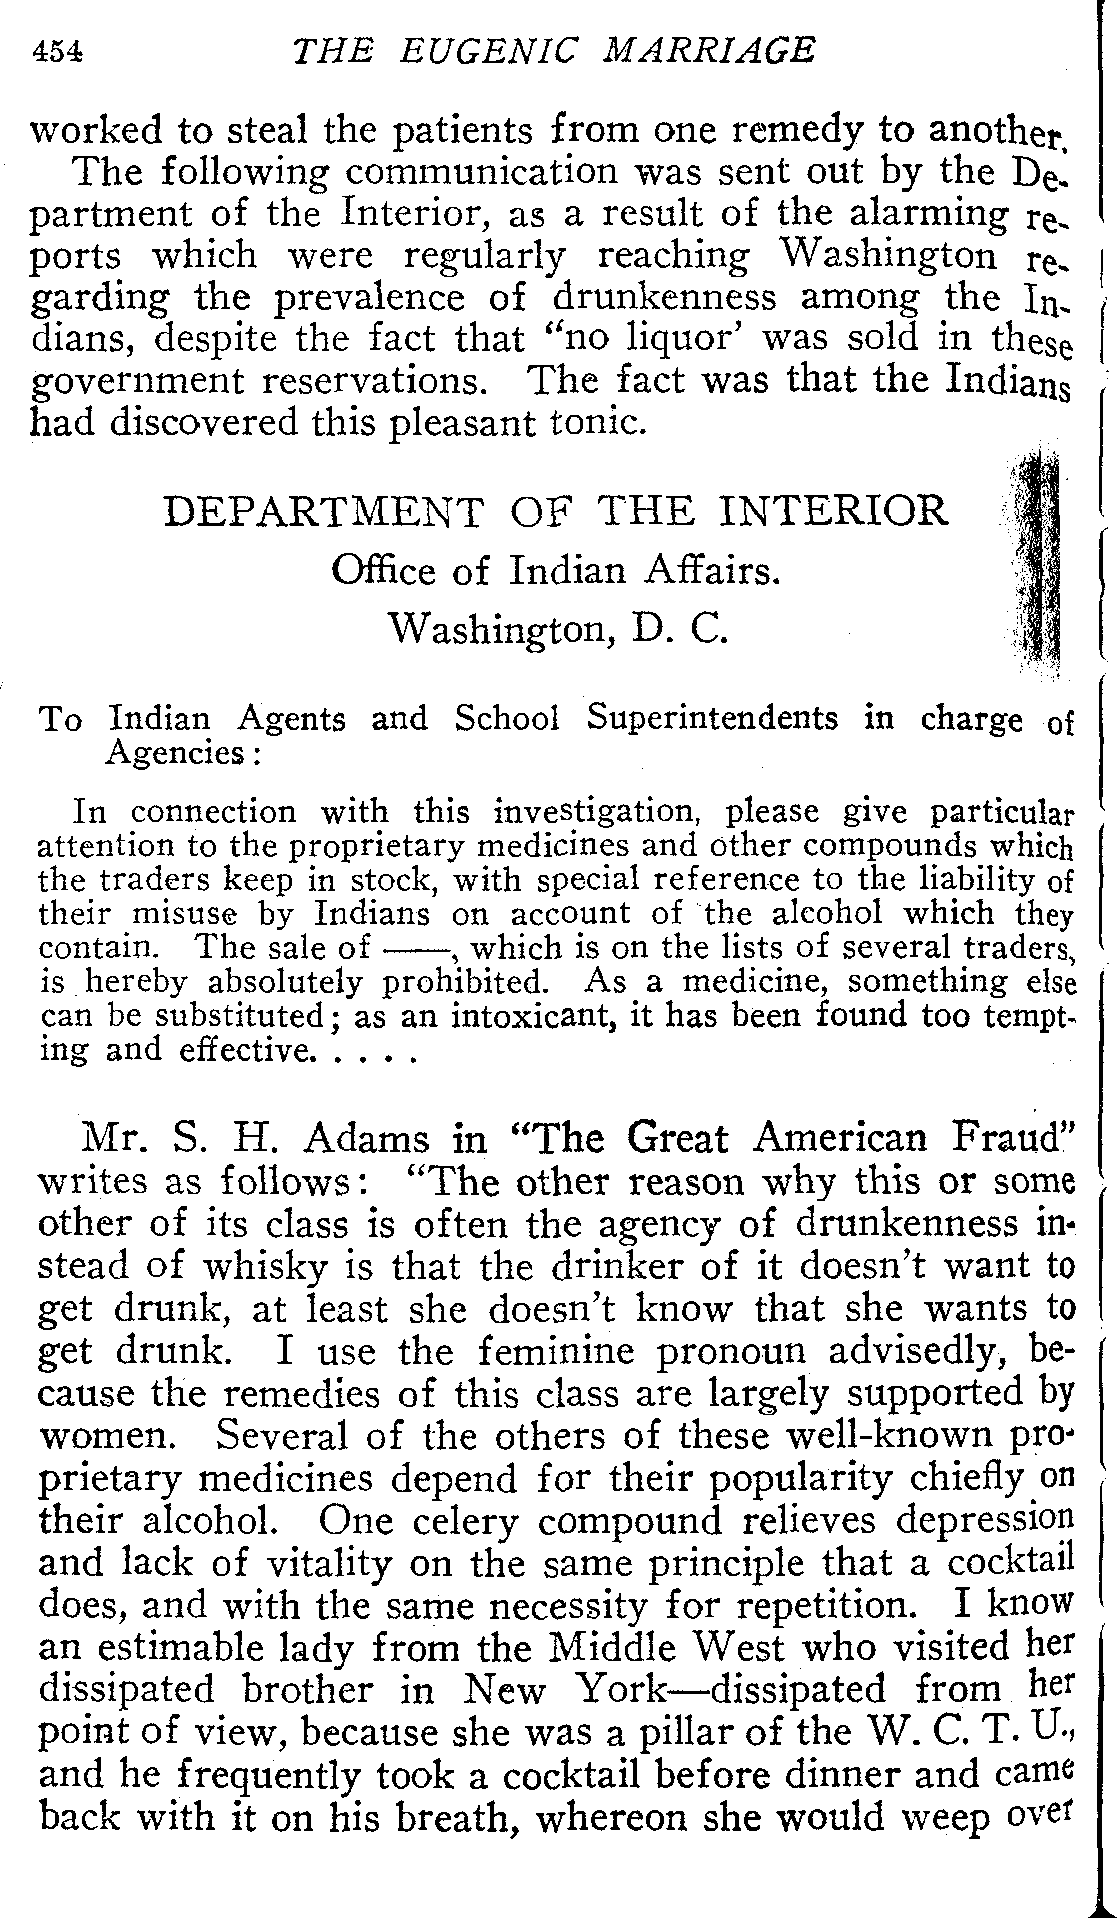 454 THE EUGENIC MARRIAGE
worked to steal the patients from one remedy to another.
The following communication was sent out by the De-
partment of the Interior, as a result of the alarming re-
ports which were regularly reaching Washington re-
garding the prevalence of drunkenness among the In-
dians, despite the fact that "no liquor' was sold in these
government reservations. The fact was that the Indians
had discovered this pleasant tonic.
DEPARTMENT OF THE INTERIOR
Office of Indian Affairs.
Washington, D. C.
To Indian Agents and School Superintendents in charge of
Agencies:
In connection with this investigation, please give particular
attention to the proprietary medicines and other compounds which
the traders keep in stock, with special reference to the liability of
their misuse by Indians on account of the alcohol which they
contain. The sale of ——, which is on the lists of several traders,
is hereby absolutely prohibited. As a medicine, something else
can be substituted; as an intoxicant, it has been found too tempt-
ing and effective. . . . .
Mr. S. H. Adams in "The Great American Fraud"
writes as follows: "The other reason why this or some
other of its class is often the agency of drunkenness in-
stead of whisky is that the drinker of it doesn't want to
get drunk, at least she doesn't know that she wants to
get drunk. I use the feminine pronoun advisedly, be-
cause the remedies of this class are largely supported by
women. Several of the others of these well-known pro-
prietary medicines depend for their popularity chiefly on
their alcohol. One celery compound relieves depression
and lack of vitality on the same principle that a cocktail
does, and with the same necessity for repetition. I know
an estimable lady from the Middle West who visited her
dissipated brother in New York—dissipated from her
point of view, because she was a pillar of the W. C. T. U.,
and he frequently took a cocktail before dinner and came
back with it on his breath, whereon she would weep over